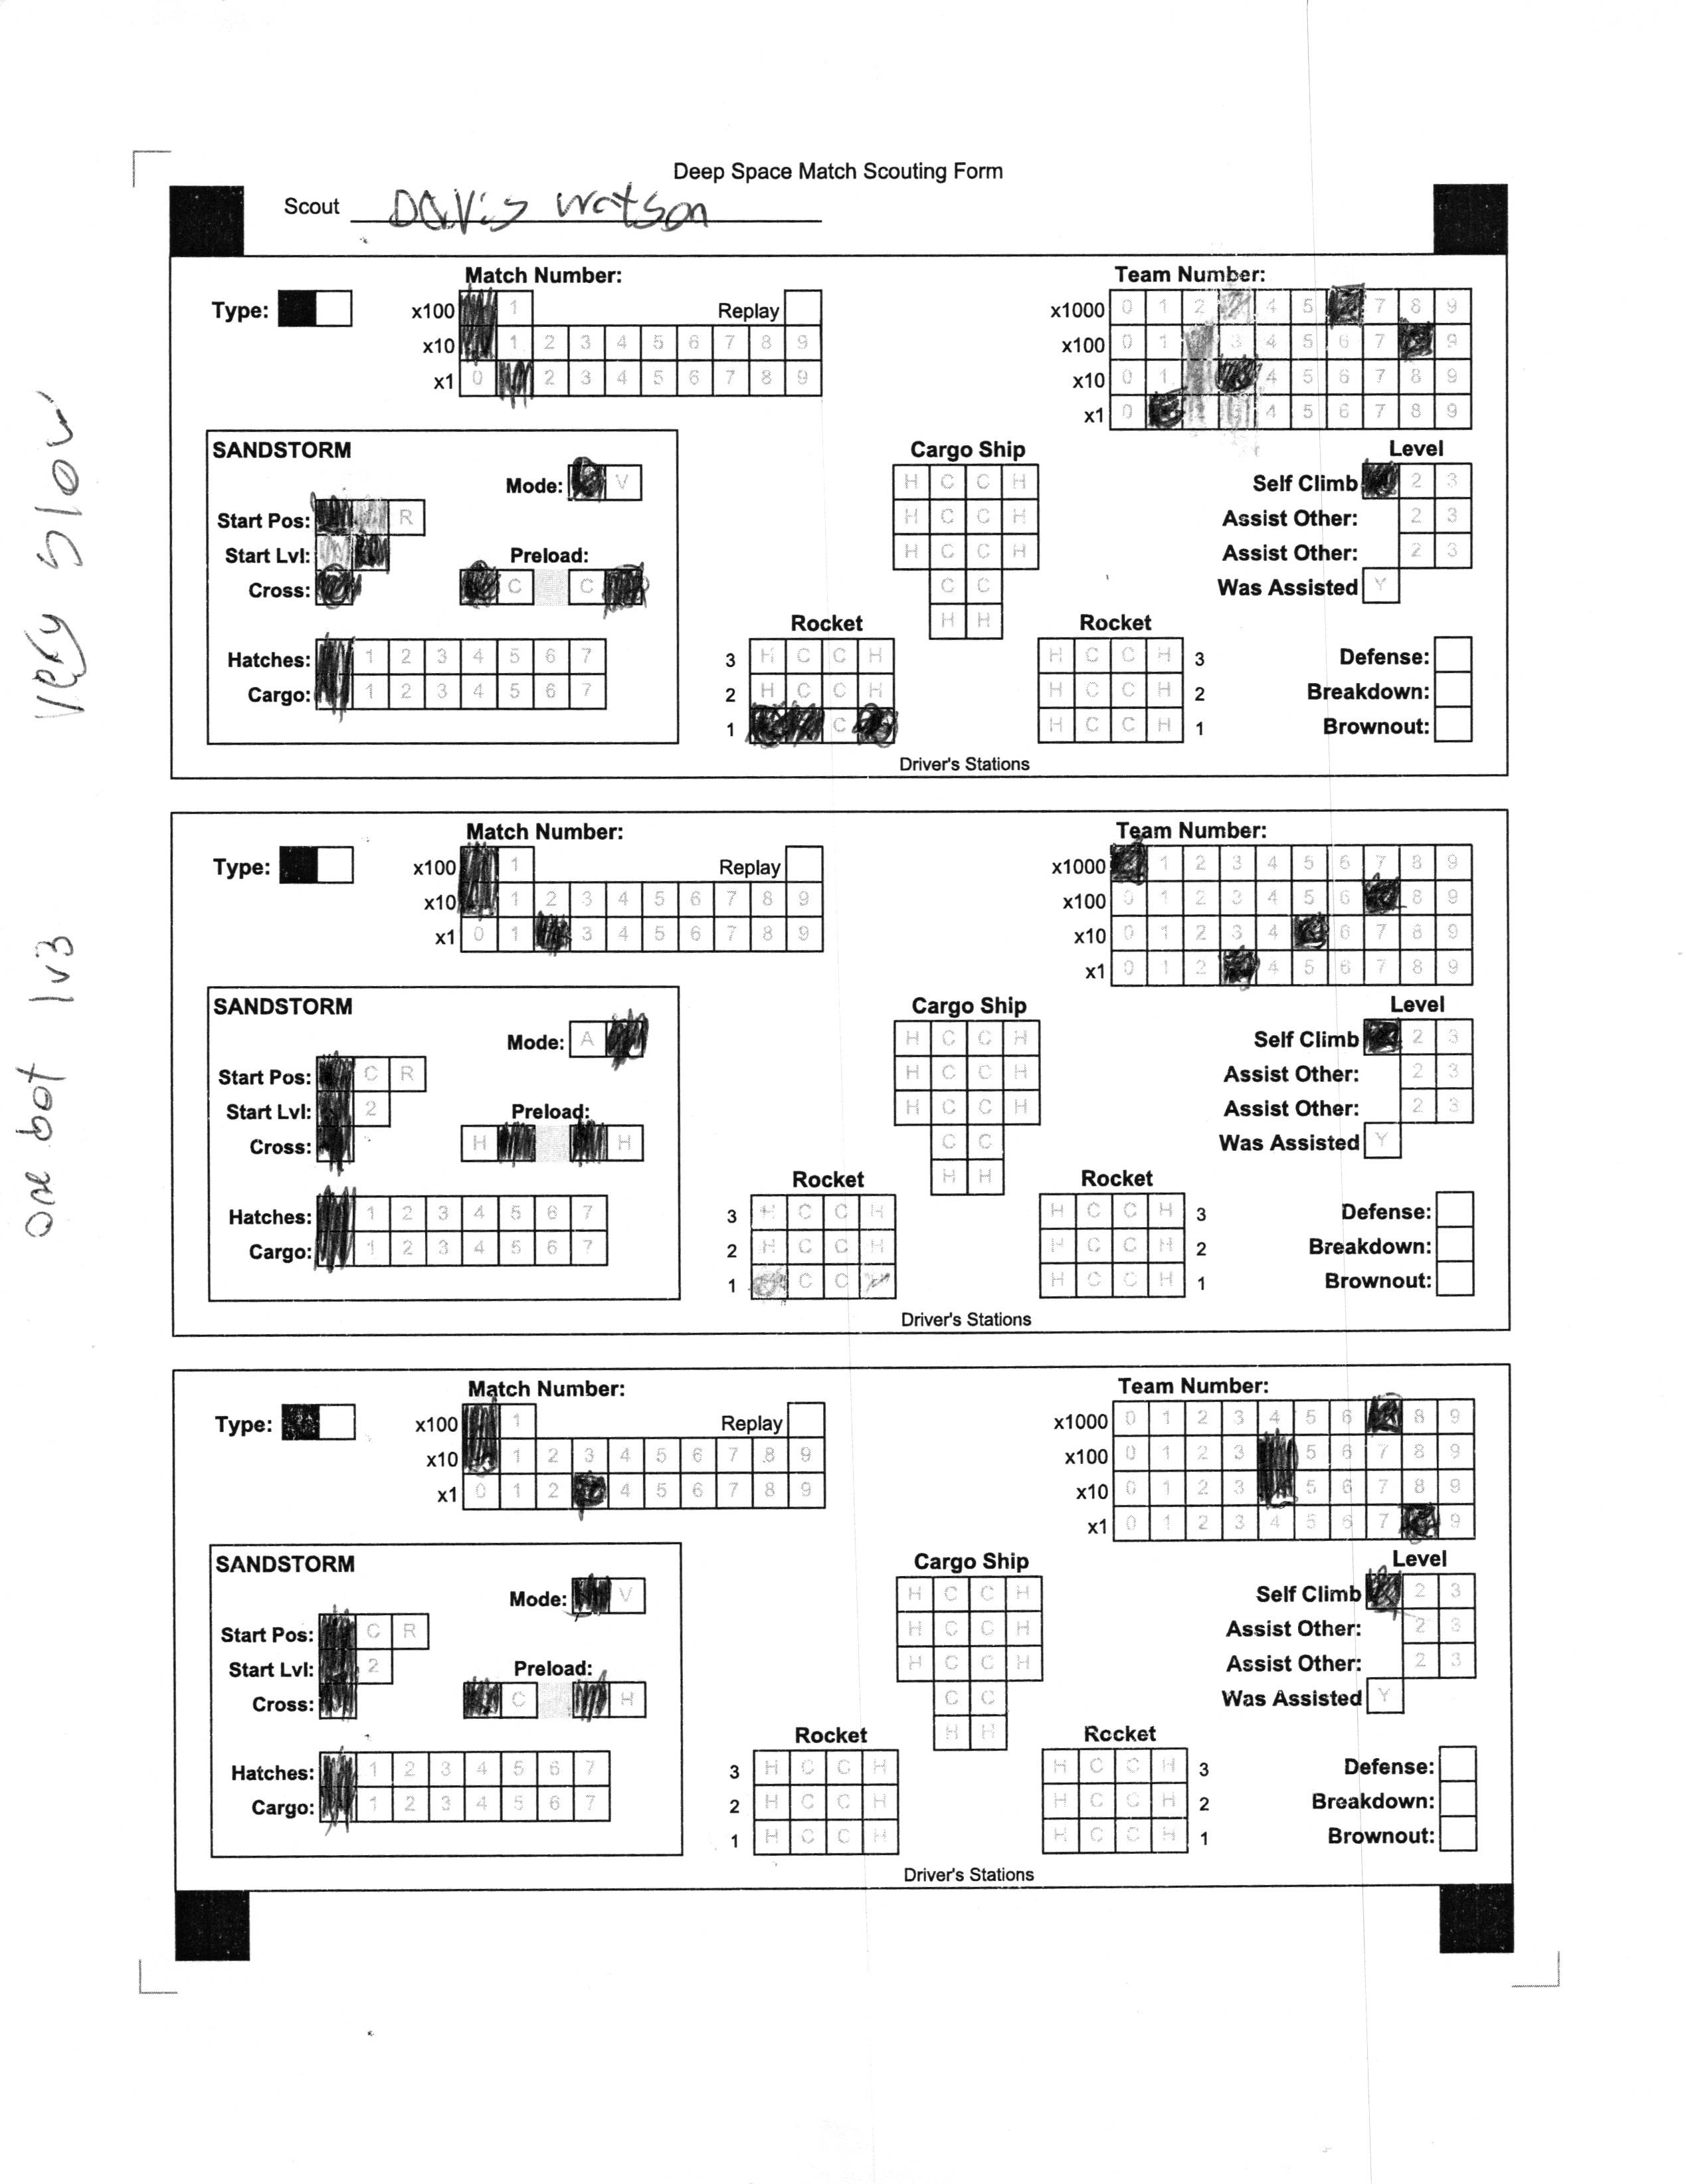 Deep Space Match Scouting Form
Scout Davis Watson
Match Number:
Team Number:
Type:
x100 1 Replay
x10 1 2 3 4 5 6 7 8 9
x1 0 2 3 4 5 6 7 8 9
x1000 0 1 2 4 5 7 8 9
x100 0 1 3 4 5 6 7 9
x10 0 1 4 5 6 7 8 9
x1 0 4 5 6 7 8 9
SANDSTORM
Mode: V
Start Pos: R
Start Lvl:
Preload:
Cross: C C
Hatches: 1 2 3 4 5 6 7
Cargo: 1 2 3 4 5 6 7
Cargo Ship
H C C H
H C C H
H C C H
C C
H H
Rocket
3 H C C H
2 H C C H
1 C
Rocket
H C C H 3
H C C H 2
H C C H 1
Driver's Stations
Level
Self Climb 2 3
Assist Other: 2 3
Assist Other: 2 3
Was Assisted Y
Defense:
Breakdown:
Brownout:
very slow
Match Number:
Team Number:
Type:
x100 1 Replay
x10 1 2 3 4 5 6 7 8 9
x1 0 1 3 4 5 6 7 8 9
x1000 1 2 3 4 5 6 7 8 9
x100 0 1 2 3 4 5 6 8 9
x10 0 1 2 3 4 6 7 8 9
x1 0 1 2 4 5 6 7 8 9
SANDSTORM
Mode: A
Start Pos: C R
Start Lvl: 2
Preload:
Cross: H H
Hatches: 1 2 3 4 5 6 7
Cargo: 1 2 3 4 5 6 7
Cargo Ship
H C C H
H C C H
H C C H
C C
H H
Rocket
3 H C C H
2 H C C H
1 C C
Rocket
H C C H 3
H C C H 2
H C C H 1
Driver's Stations
Level
Self Climb 2 3
Assist Other: 2 3
Assist Other: 2 3
Was Assisted Y
Defense:
Breakdown:
Brownout:
one bot lv3
Match Number:
Team Number:
Type:
x100 1 Replay
x10 1 2 3 4 5 6 7 8 9
x1 0 1 2 4 5 6 7 8 9
x1000 0 1 2 3 4 5 6 8 9
x100 0 1 2 3 5 6 7 8 9
x10 0 1 2 3 5 6 7 8 9
x1 0 1 2 3 4 5 6 7 9
SANDSTORM
Mode: V
Start Pos: C R
Start Lvl: 2
Preload:
Cross: C H
Hatches: 1 2 3 4 5 6 7
Cargo: 1 2 3 4 5 6 7
Cargo Ship
H C C H
H C C H
H C C H
C C
H H
Rocket
3 H C C H
2 H C C H
1 H C C H
Rocket
H C C H 3
H C C H 2
H C C H 1
Driver's Stations
Level
Self Climb 2 3
Assist Other: 2 3
Assist Other: 2 3
Was Assisted Y
Defense:
Breakdown:
Brownout: